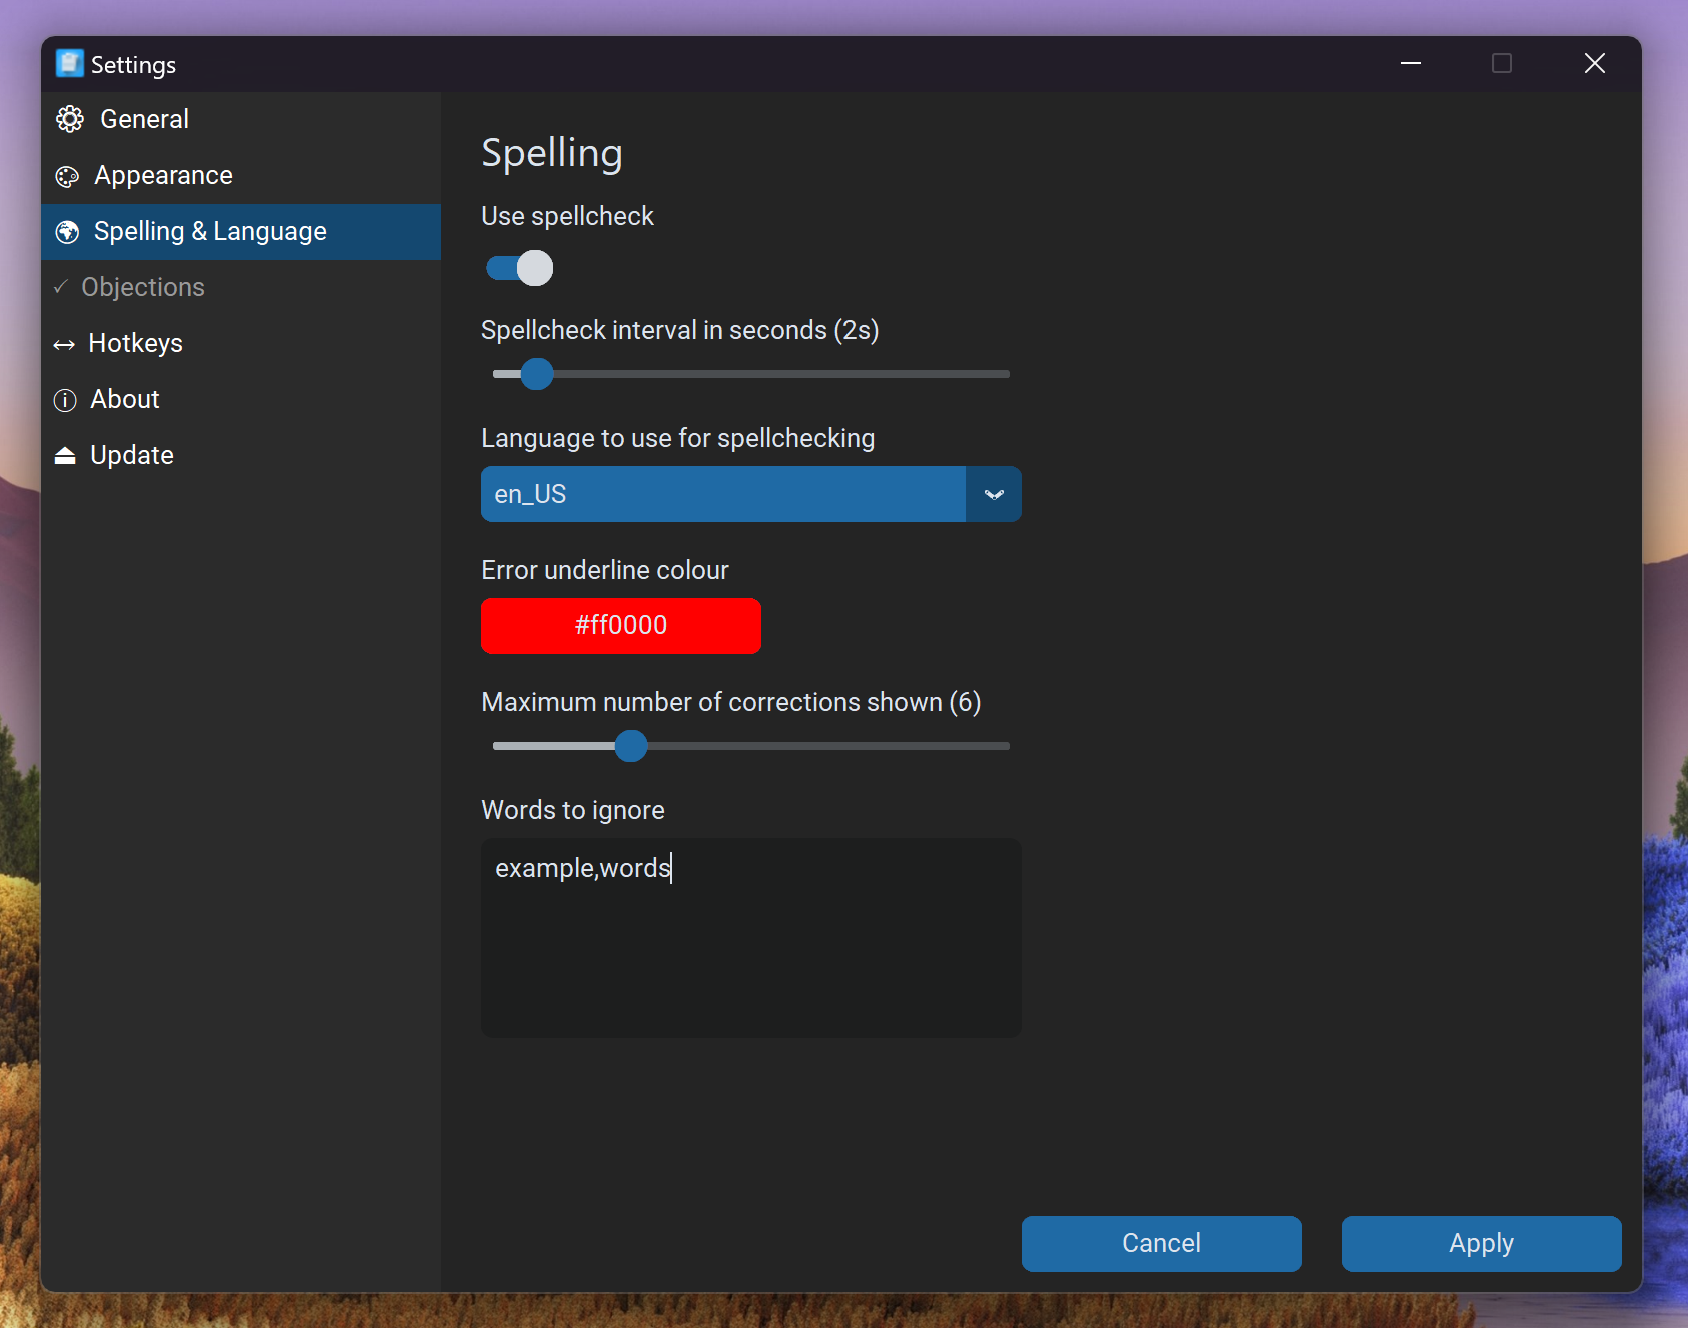 Settings
General
Appearance
Spelling & Language
Objections
Hotkeys
About
Update
Spelling
Use spellcheck
Spellcheck interval in seconds (2s)
Language to use for spellchecking
en_US
Error underline colour
#ff0000
Maximum number of corrections shown (6)
Words to ignore
example,words
Cancel
Apply